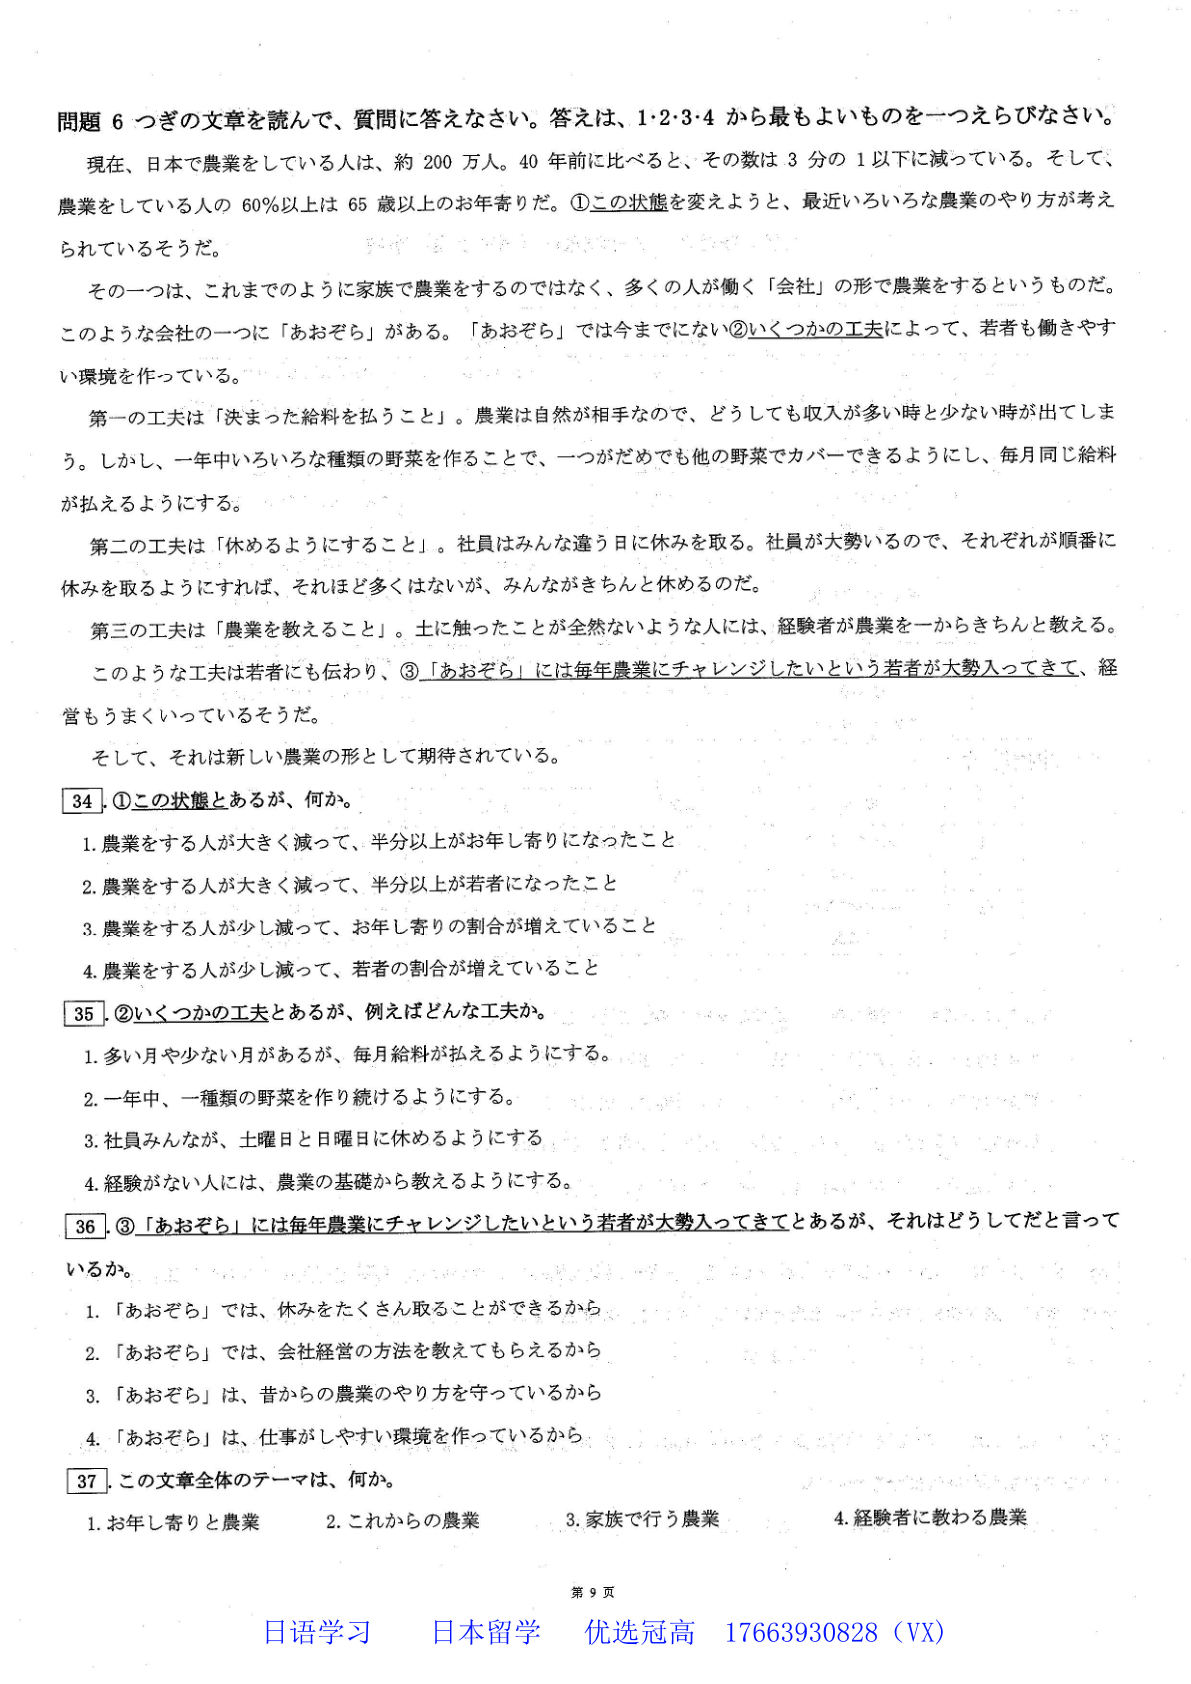 問題 6 つぎの文章を読んで、質問に答えなさい。答えは、1･2･3･4 から最もよいものを一つえらびなさい。
現在、日本で農業をしている人は、約 200 万人。40 年前に比べると、その数は 3 分の 1 以下に減っている。そして、
農業をしている人の 60%以上は 65 歳以上のお年寄りだ。①この状態を変えようと、最近いろいろな農業のやり方が考え
られているそうだ。
その一つは、これまでのように家族で農業をするのではなく、多くの人が働く「会社」の形で農業をするというものだ。
このような会社の一つに「あおぞら」がある。「あおぞら」では今までにない②いくつかの工夫によって、若者も働きやす
い環境を作っている。
第一の工夫は「決まった給料を払うこと」。農業は自然が相手なので、どうしても収入が多い時と少ない時が出てしま
う。しかし、一年中いろいろな種類の野菜を作ることで、一つがだめでも他の野菜でカバーできるようにし、毎月同じ給料
が払えるようにする。
第二の工夫は「休めるようにすること」。社員はみんな違う日に休みを取る。社員が大勢いるので、それぞれが順番に
休みを取るようにすれば、それほど多くはないが、みんながきちんと休めるのだ。
第三の工夫は「農業を教えること」。土に触ったことが全然ないような人には、経験者が農業を一からきちんと教える。
このような工夫は若者にも伝わり、③「あおぞら」には毎年農業にチャレンジしたいという若者が大勢入ってきて、経
営もうまくいっているそうだ。
そして、それは新しい農業の形として期待されている。
34.①この状態とあるが、何か。
1.農業をする人が大きく減って、半分以上がお年し寄りになったこと
2.農業をする人が大きく減って、半分以上が若者になったこと
3.農業をする人が少し減って、お年し寄りの割合が増えていること
4.農業をする人が少し減って、若者の割合が増えていること
35.②いくつかの工夫とあるが、例えばどんな工夫か。
1.多い月や少ない月があるが、毎月給料が払えるようにする。
2.一年中、一種類の野菜を作り続けるようにする。
3.社員みんなが、土曜日と日曜日に休めるようにする
4.経験がない人には、農業の基礎から教えるようにする。
36.③「あおぞら」には毎年農業にチャレンジしたいという若者が大勢入ってきてとあるが、それはどうしてだと言って
いるか。
1.「あおぞら」では、休みをたくさん取ることができるから
2.「あおぞら」では、会社経営の方法を教えてもらえるから
3.「あおぞら」は、昔からの農業のやり方を守っているから
4.「あおぞら」は、仕事がしやすい環境を作っているから
37.この文章全体のテーマは、何か。
1.お年し寄りと農業 2.これからの農業 3.家族で行う農業 4.経験者に教わる農業
第 9 页
日语学习 日本留学 优选冠高 17663930828（VX）